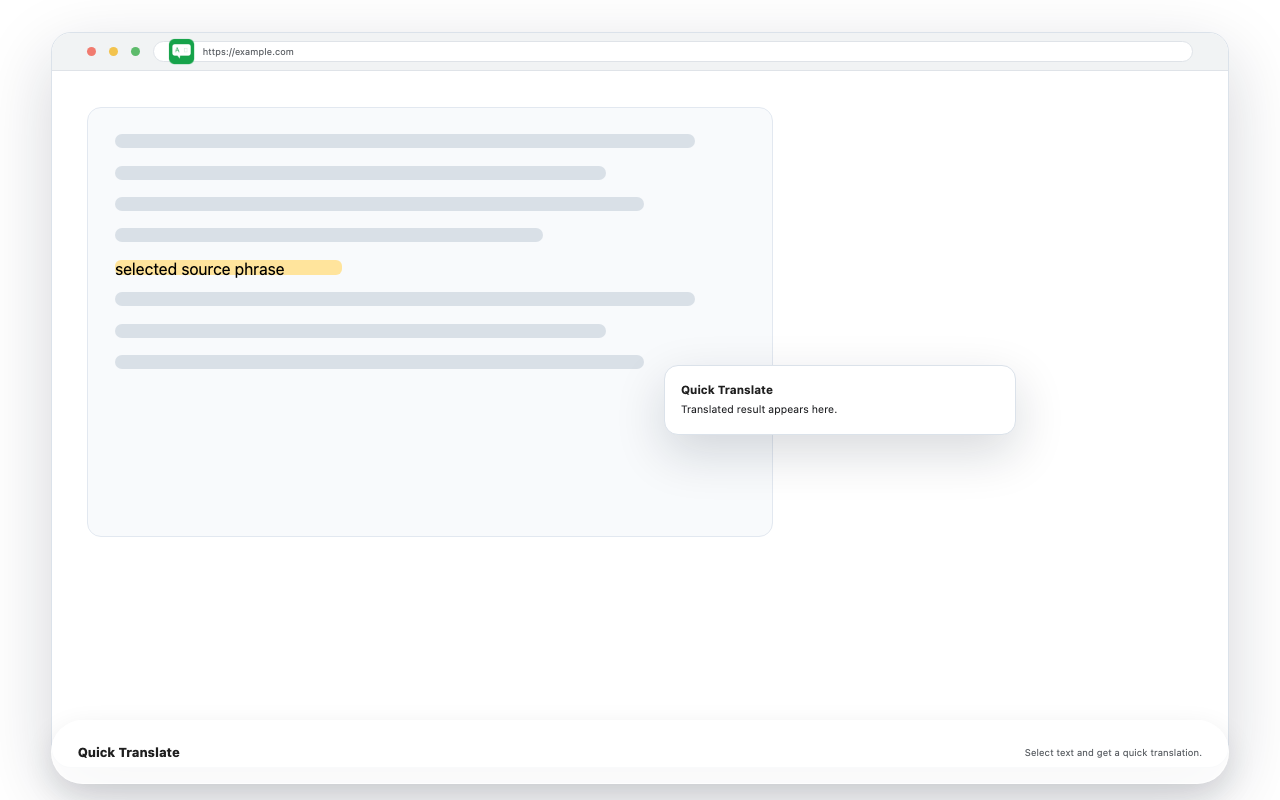 https://example.com
selected source phrase
Quick Translate
Translated result appears here.
Quick Translate
Select text and get a quick translation.